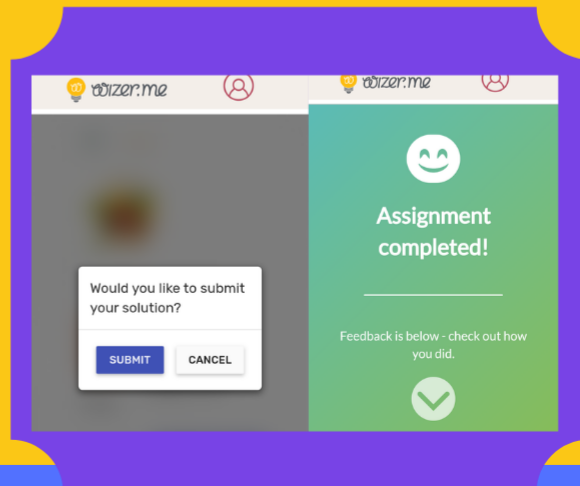 wizer.me
Would you like to submit
your solution?
SUBMIT CANCEL
wizer.me
Assignment
completed!
Feedback is below - check out how
you did.